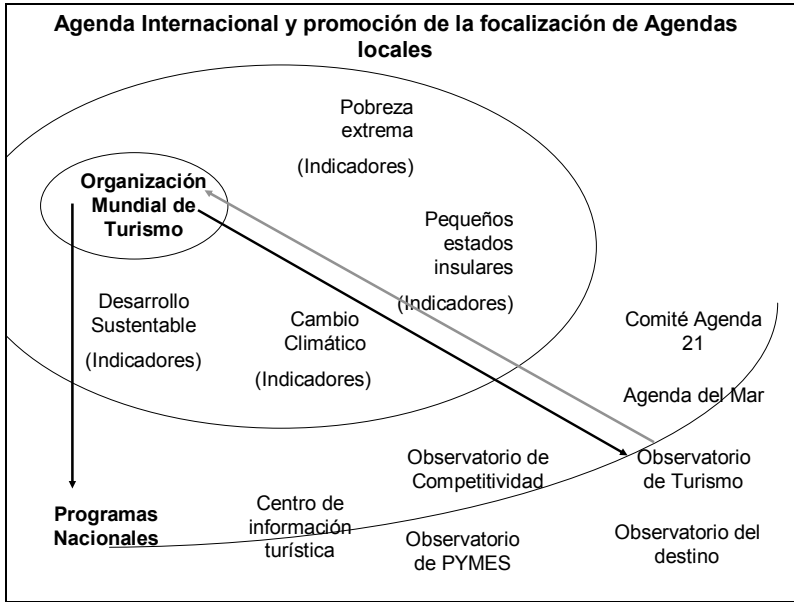 Agenda Internacional y promoción de la focalización de Agendas
locales
Pobreza
extrema
(Indicadores)
Organización
Mundial de
Turismo
Pequeños
estados
insulares
(Indicadores)
Desarrollo
Sustentable
(Indicadores)
Cambio
Climático
(Indicadores)
Comité Agenda
21
Agenda del Mar
Observatorio de
Competitividad
Observatorio
de Turismo
Programas
Nacionales
Centro de
información
turística
Observatorio
de PYMES
Observatorio del
destino